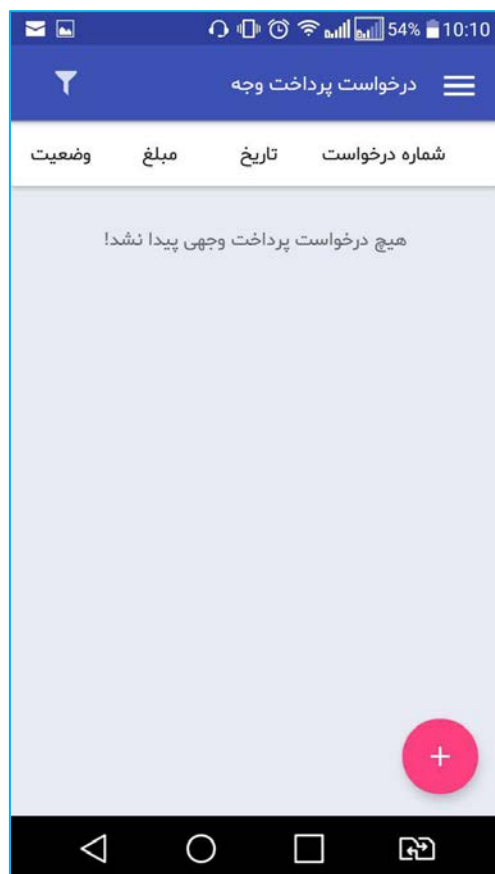 54% 10:10
درخواست پرداخت وجه
شماره درخواست تاریخ مبلغ وضعیت
هیچ درخواست پرداخت وجهی پیدا نشد!
+